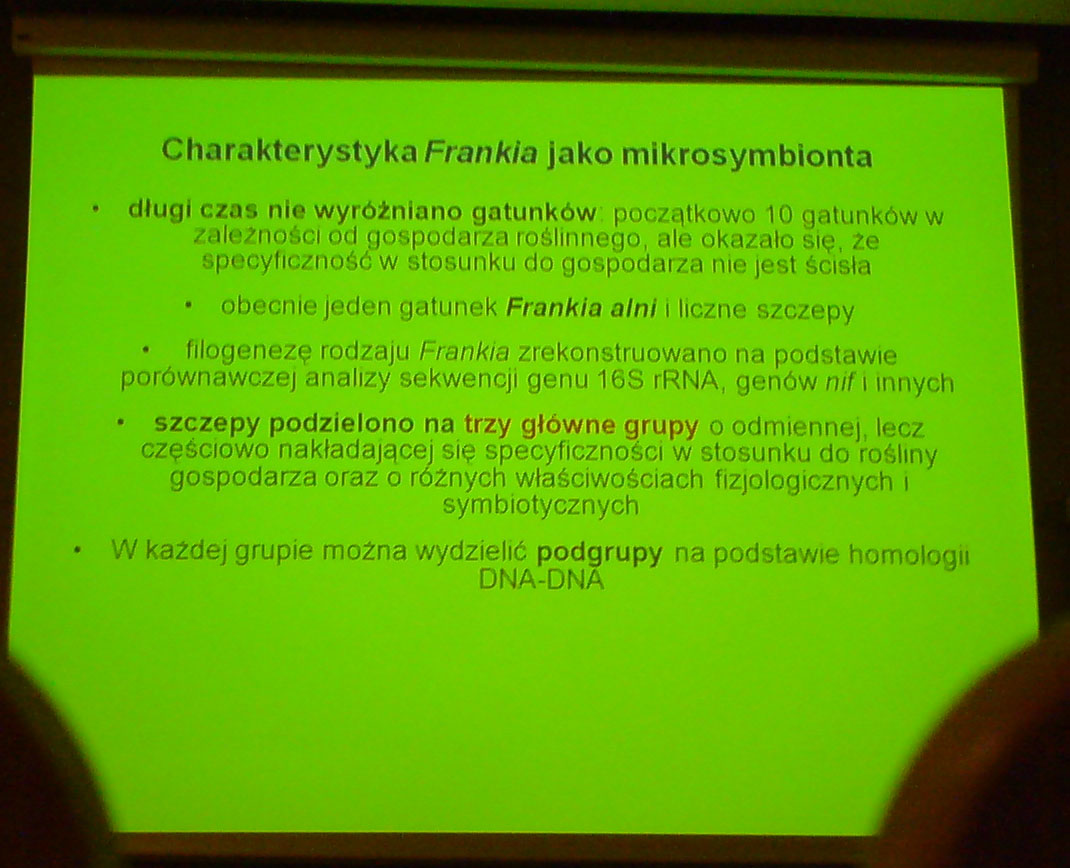 Charakterystyka Frankia jako mikrosymbionta
• długi czas nie wyróżniano gatunków: początkowo 10 gatunków w
zależności od gospodarza roślinnego, ale okazało się, że
specyficzność w stosunku do gospodarza nie jest ścisła
• obecnie jeden gatunek Frankia alni i liczne szczepy
• filogenezę rodzaju Frankia zrekonstruowano na podstawie
porównawczej analizy sekwencji genu 16S rRNA, genów nif i innych
• szczepy podzielono na trzy główne grupy o odmiennej, lecz
częściowo nakładającej się specyficzności w stosunku do rośliny
gospodarza oraz o różnych właściwościach fizjologicznych i
symbiotycznych
• W każdej grupie można wydzielić podgrupy na podstawie homologii
DNA-DNA